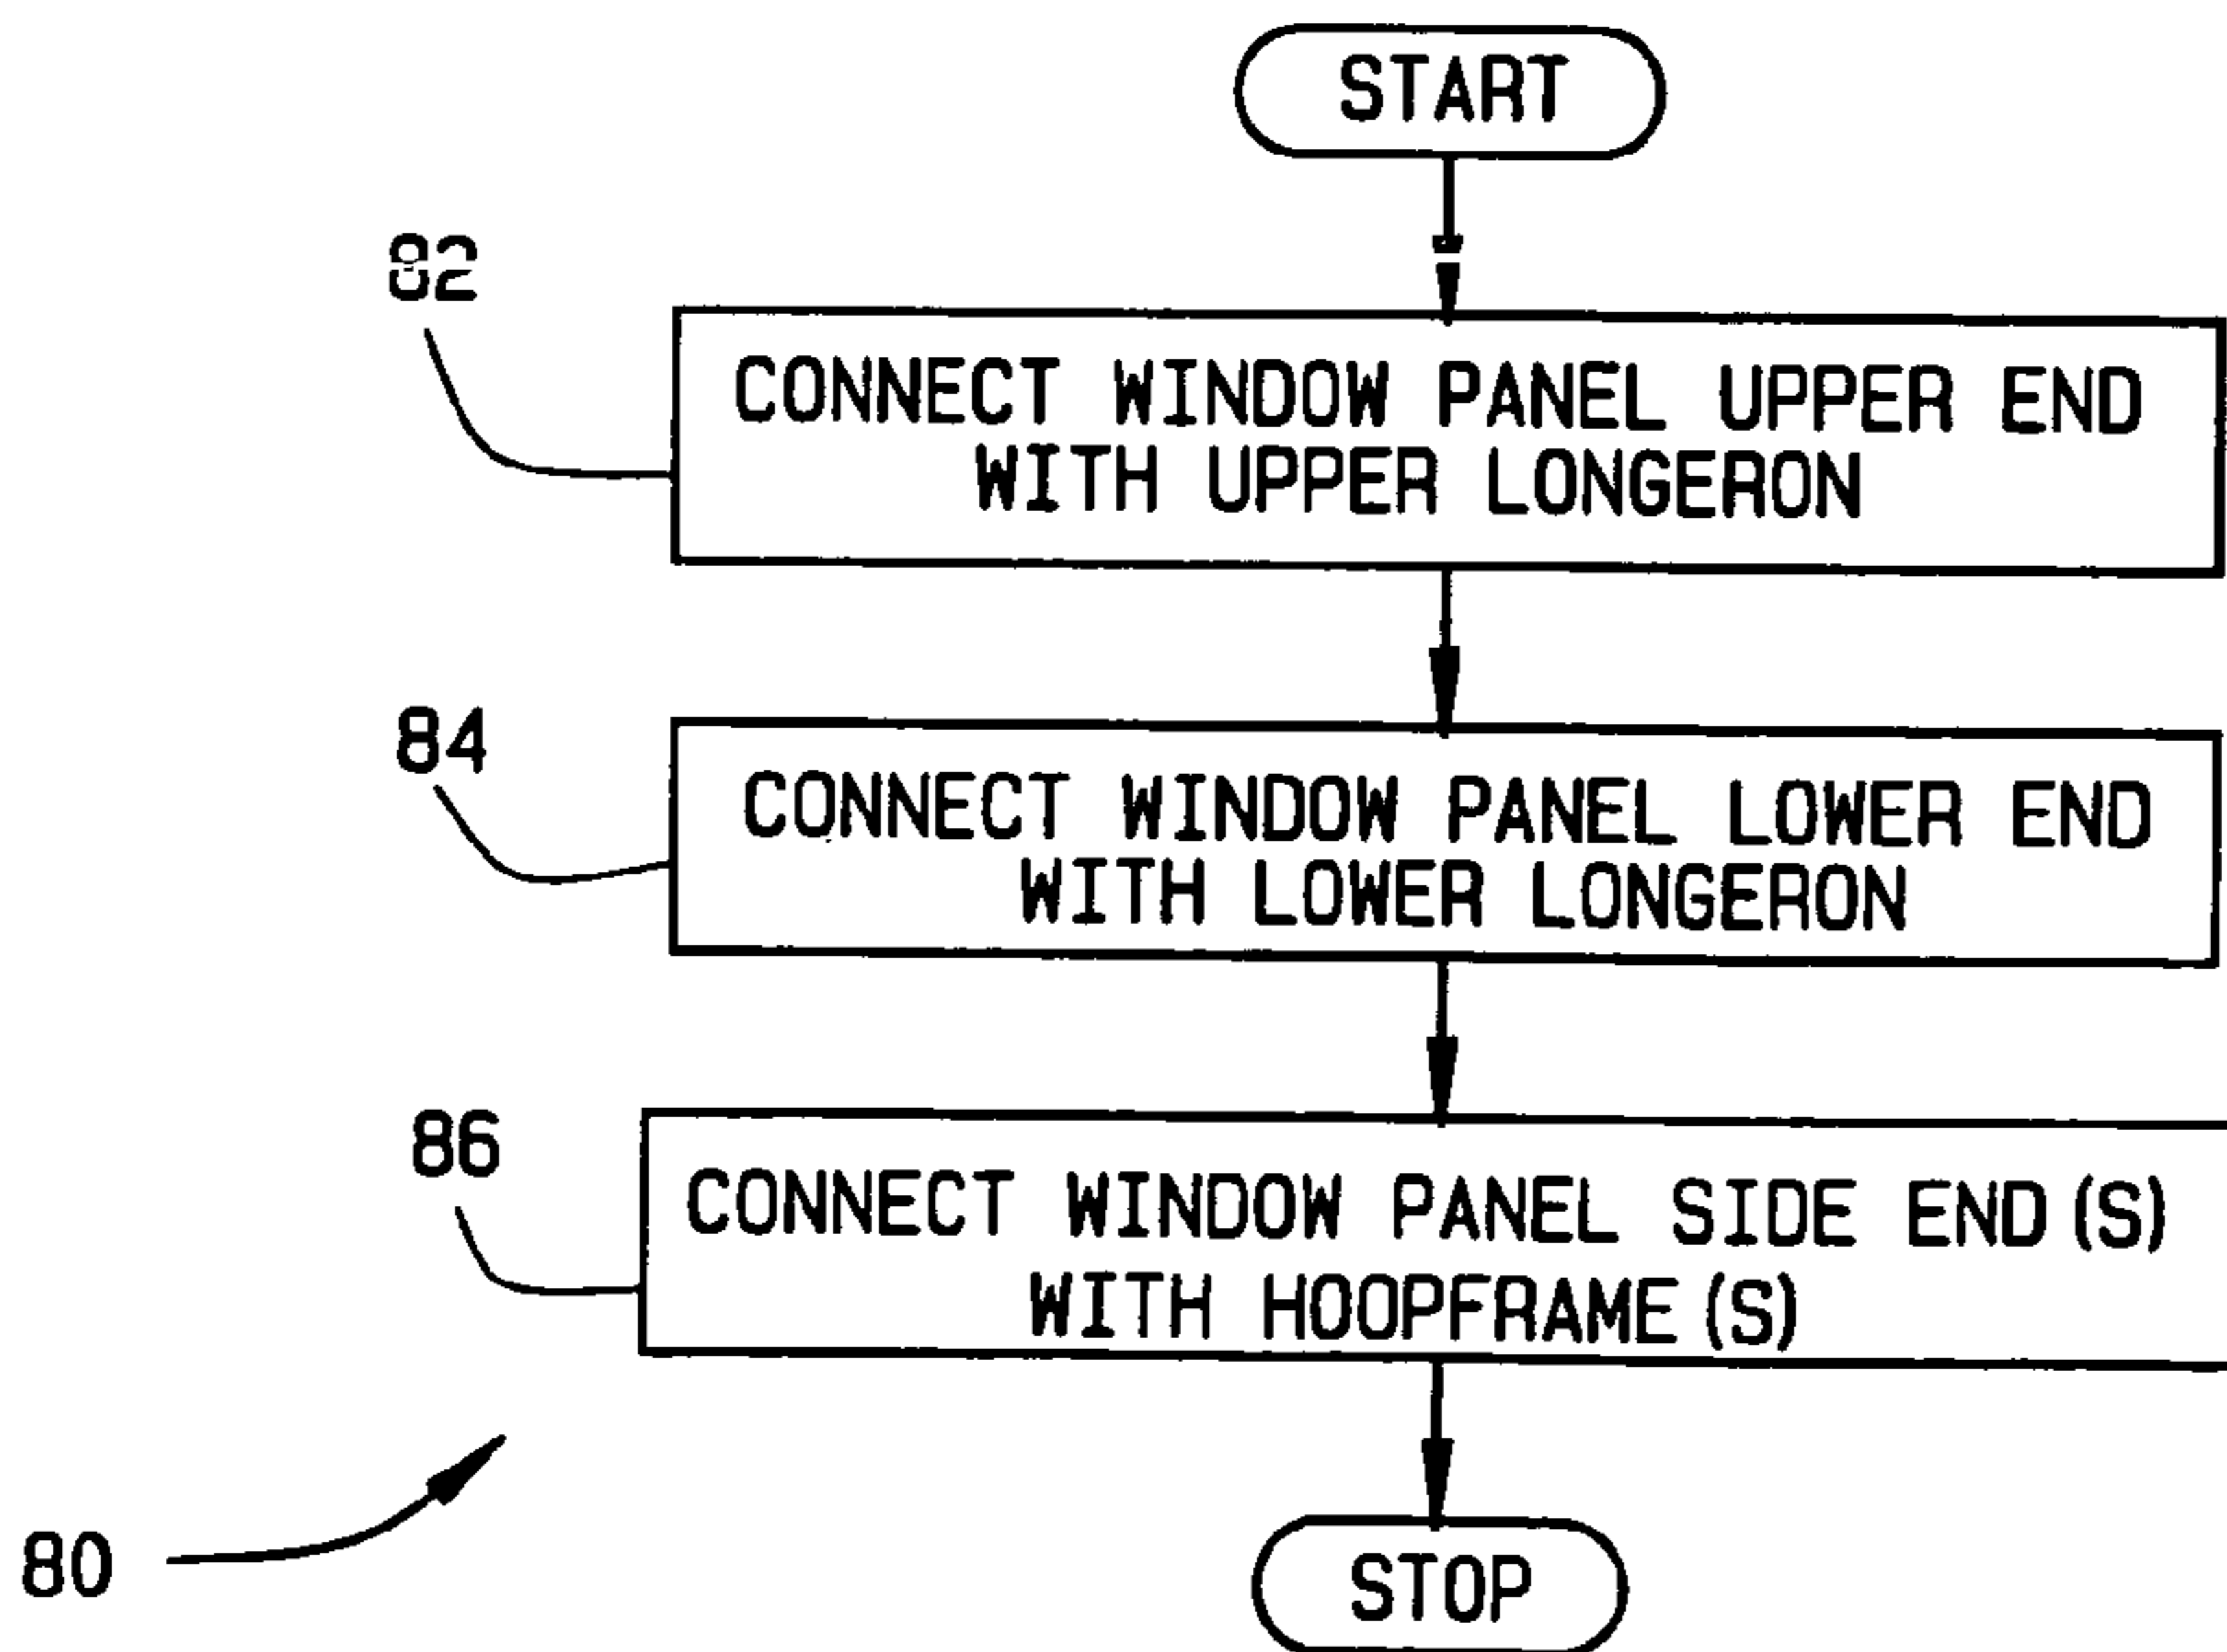 START
82
CONNECT WINDOW PANEL UPPER END
WITH UPPER LONGERON
84
CONNECT WINDOW PANEL LOWER END
WITH LOWER LONGERON
86
CONNECT WINDOW PANEL SIDE END(S)
WITH HOOPFRAME(S)
80
STOP